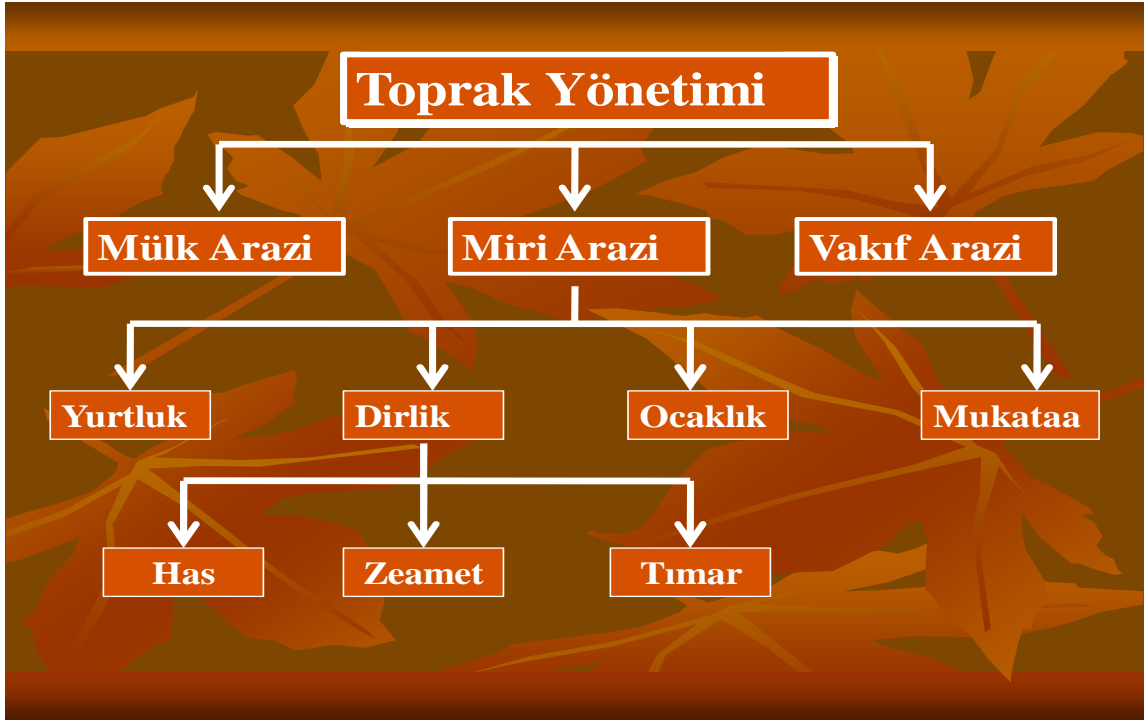 Toprak Yönetimi
Mülk Arazi
Miri Arazi
Vakıf Arazi
Yurtluk
Dirlik
Ocaklık
Mukataa
Has
Zeamet
Tımar